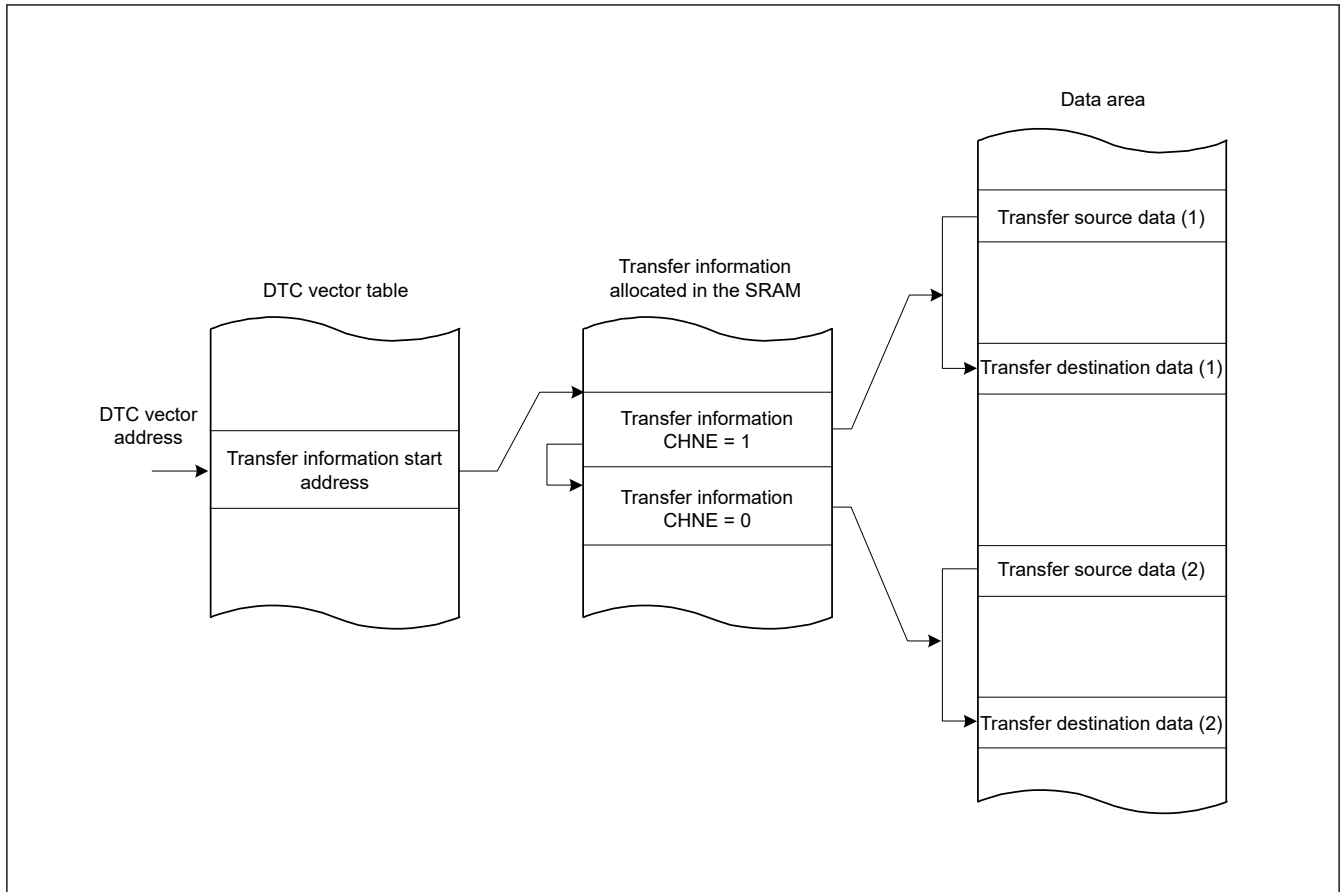 Data area
Transfer source data (1)
Transfer information
allocated in the SRAM
DTC vector table
Transfer destination data (1)
DTC vector
address
Transfer information
CHNE = 1
Transfer information start
address
Transfer information
CHNE = 0
Transfer source data (2)
Transfer destination data (2)